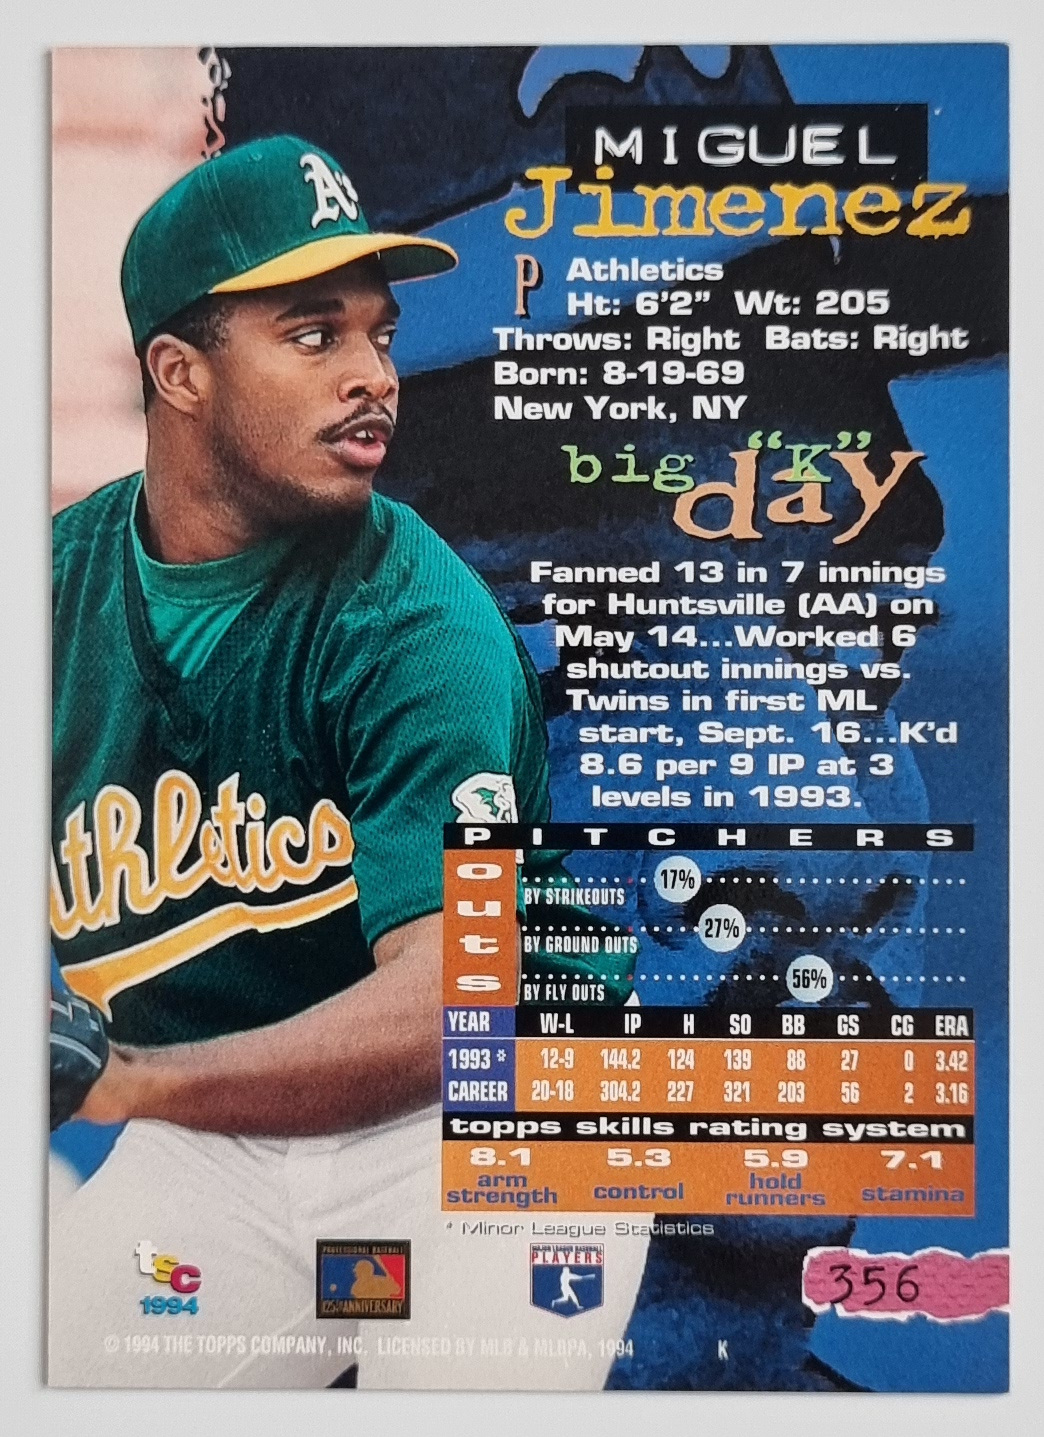 MIGUEL
Jimenez
P Athletics
Ht: 6'2" Wt: 205
Throws: Right Bats: Right
Born: 8-19-69
New York, NY
big "K" day
Fanned 13 in 7 innings
for Huntsville (AA) on
May 14...Worked 6
shutout innings vs.
Twins in first ML
start, Sept. 16...K'd
8.6 per 9 IP at 3
levels in 1993.
PITCHERS
outs
17%
BY STRIKEOUTS
27%
BY GROUND OUTS
56%
BY FLY OUTS
YEAR W-L IP H SO BB GS CG ERA
1993 * 12-9 144.2 124 139 88 27 0 3.42
CAREER 20-18 304.2 227 321 203 56 2 3.16
topps skills rating system
8.1 5.3 5.9 7.1
arm strength control hold runners stamina
* Minor League Statistics
A's
Athletics
tsc
1994
PROFESSIONAL BASEBALL
125th ANNIVERSARY
MAJOR LEAGUE BASEBALL
PLAYERS
356
© 1994 THE TOPPS COMPANY, INC. LICENSED BY MLB & MLBPA, 1994 K